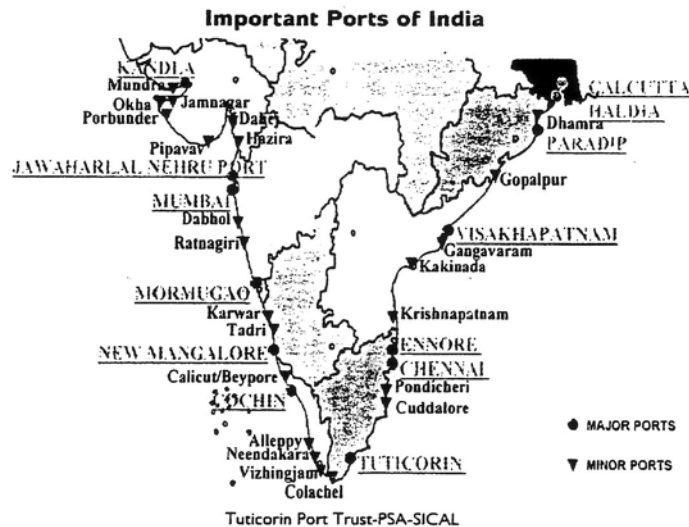 Important Ports of India
KANDLA
Mundra
Okha
Jamnagar
Porbunder
Dahej
Pipavav
Hazira
JAWAHARLAL NEHRU PORT
MUMBAI
Dabhol
Ratnagiri
MORMUGAO
Karwar
Tadri
NEW MANGALORE
Calicut/Beypore
COCHIN
Alleppy
Neendakara
Vizhingjam
Colachel
CALCUTTA
HALDIA
Dhamra
PARADIP
Gopalpur
VISAKHAPATNAM
Gangavaram
Kakinada
Krishnapatnam
ENNORE
CHENNAI
Pondicheri
Cuddalore
TUTICORIN
MAJOR PORTS
MINOR PORTS
Tuticorin Port Trust-PSA-SICAL